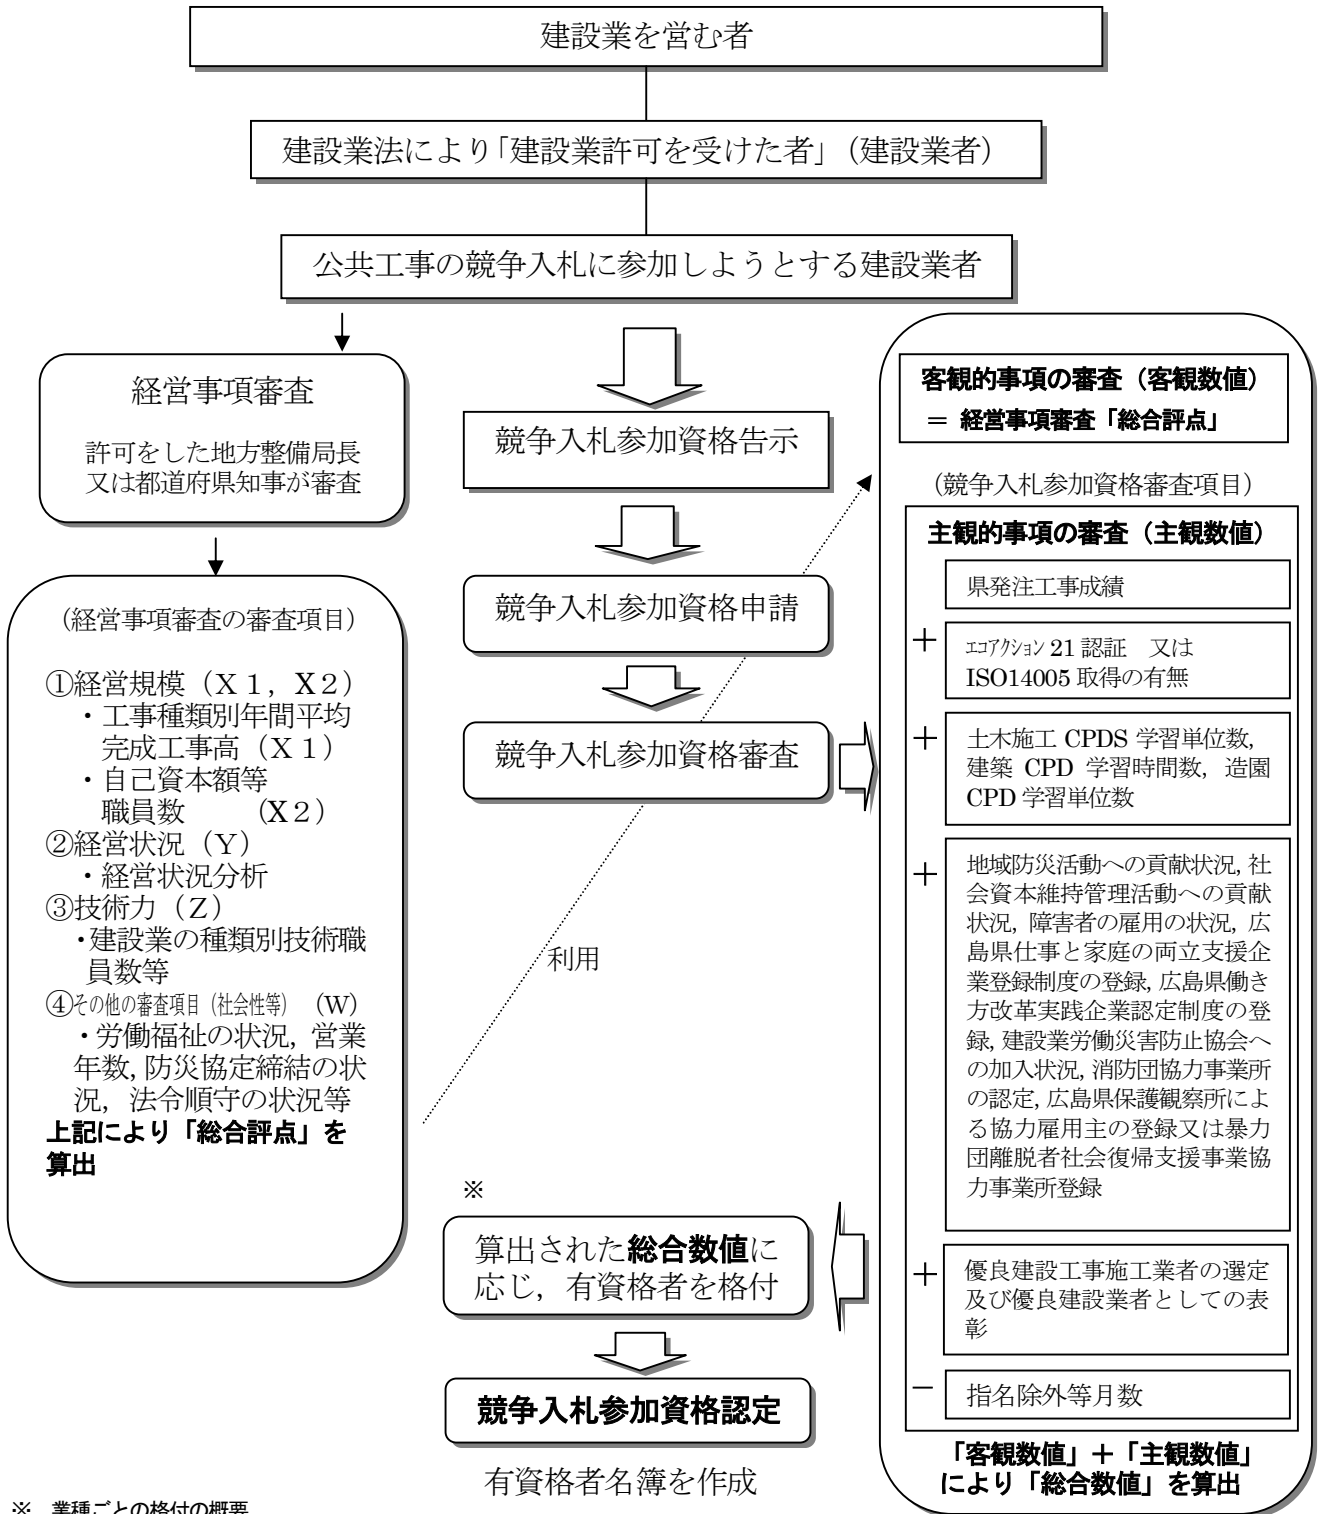 建設業を営む者
建設業法により「建設業許可を受けた者」（建設業者）
公共工事の競争入札に参加しようとする建設業者
経営事項審査
許可をした地方整備局長
又は都道府県知事が審査
（経営事項審査の審査項目）
①経営規模（Ｘ１，Ｘ２）
・工事種類別年間平均
完成工事高（Ｘ１）
・自己資本額等
職員数　　（Ｘ２）
②経営状況（Ｙ）
・経営状況分析
③技術力（Ｚ）
・建設業の種類別技術職
員数等
④その他の審査項目（社会性等）（Ｗ）
・労働福祉の状況，営業
年数，防災協定締結の状
況，法令順守の状況等
上記により「総合評点」を
算出
競争入札参加資格告示
競争入札参加資格申請
競争入札参加資格審査
利用
※
算出された総合数値に
応じ，有資格者を格付
競争入札参加資格認定
有資格者名簿を作成
客観的事項の審査（客観数値）
＝ 経営事項審査「総合評点」
（競争入札参加資格審査項目）
主観的事項の審査（主観数値）
県発注工事成績
＋
エコアクション 21 認証　又は
ISO14005 取得の有無
＋
土木施工 CPDS 学習単位数，
建築 CPD 学習時間数，造園
CPD 学習単位数
＋
地域防災活動への貢献状況，社
会資本維持管理活動への貢献
状況，障害者の雇用の状況，広
島県仕事と家庭の両立支援企
業登録制度の登録，広島県働き
方改革実践企業認定制度の登
録，建設業労働災害防止協会へ
の加入状況，消防団協力事業所
の認定，広島県保護観察所によ
る協力雇用主の登録又は暴力
団離脱者社会復帰支援事業協
力事業所登録
＋
優良建設工事施工業者の選定
及び優良建設業者としての表
彰
－
指名除外等月数
「客観数値」＋「主観数値」
により「総合数値」を算出
※　業種ごとの格付の概要